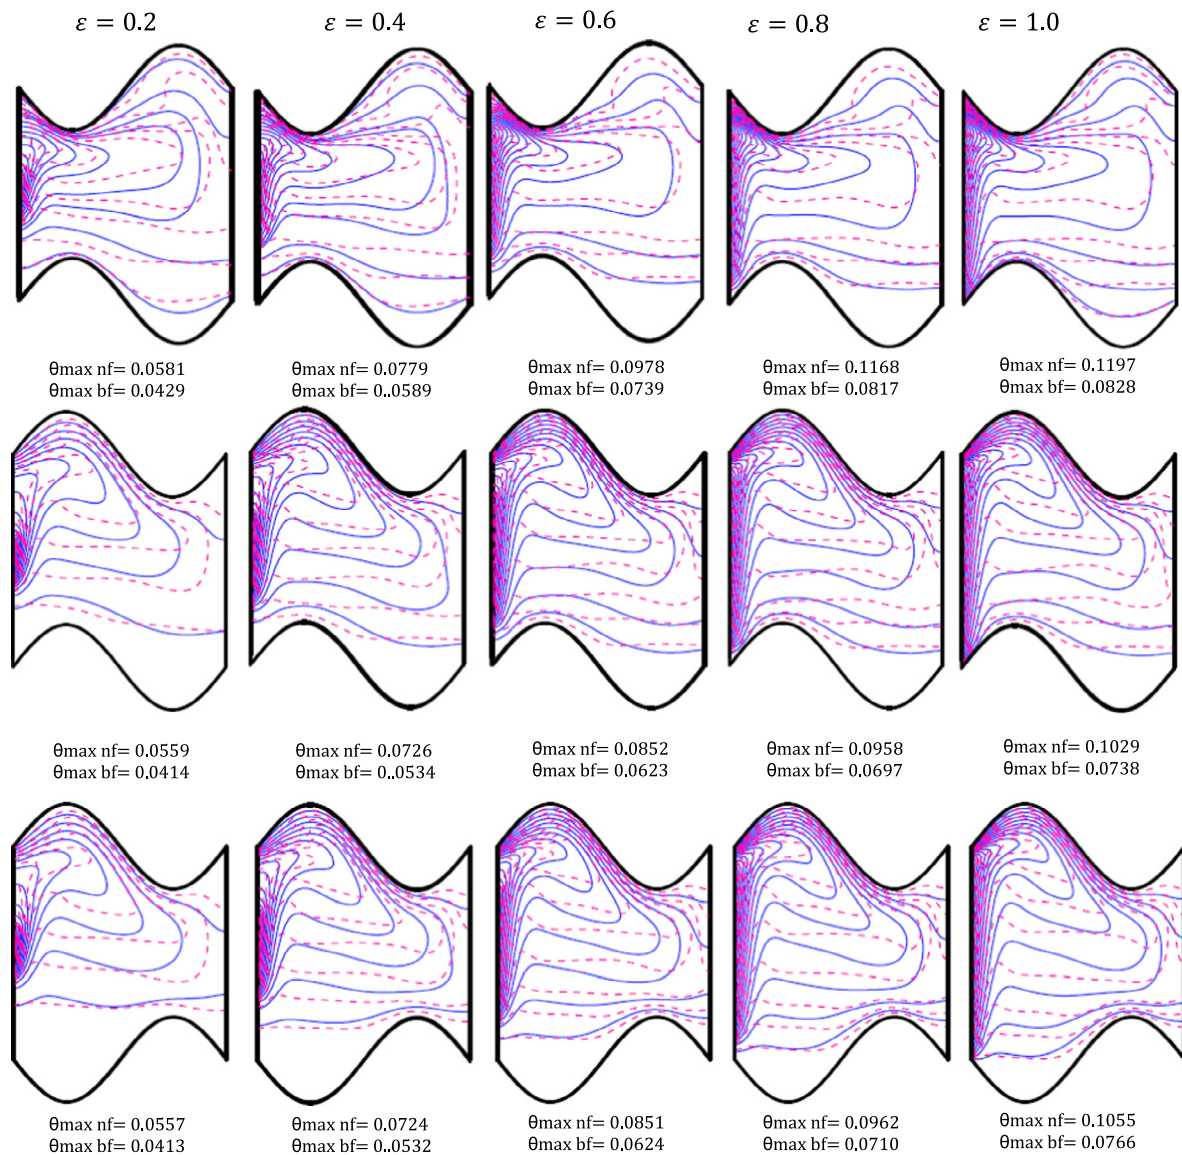 ε = 0.2 ε = 0.4 ε = 0.6 ε = 0.8 ε = 1.0
θmax nf= 0.0581 θmax nf= 0.0779 θmax nf= 0.0978 θmax nf= 0.1168 θmax nf= 0.1197
θmax bf= 0.0429 θmax bf= 0..0589 θmax bf= 0.0739 θmax bf= 0.0817 θmax bf= 0.0828
θmax nf= 0.0559 θmax nf= 0.0726 θmax nf= 0.0852 θmax nf= 0.0958 θmax nf= 0.1029
θmax bf= 0.0414 θmax bf= 0..0534 θmax bf= 0.0623 θmax bf= 0.0697 θmax bf= 0.0738
θmax nf= 0.0557 θmax nf= 0.0724 θmax nf= 0.0851 θmax nf= 0.0962 θmax nf= 0.1055
θmax bf= 0.0413 θmax bf= 0..0532 θmax bf= 0.0624 θmax bf= 0.0710 θmax bf= 0.0766